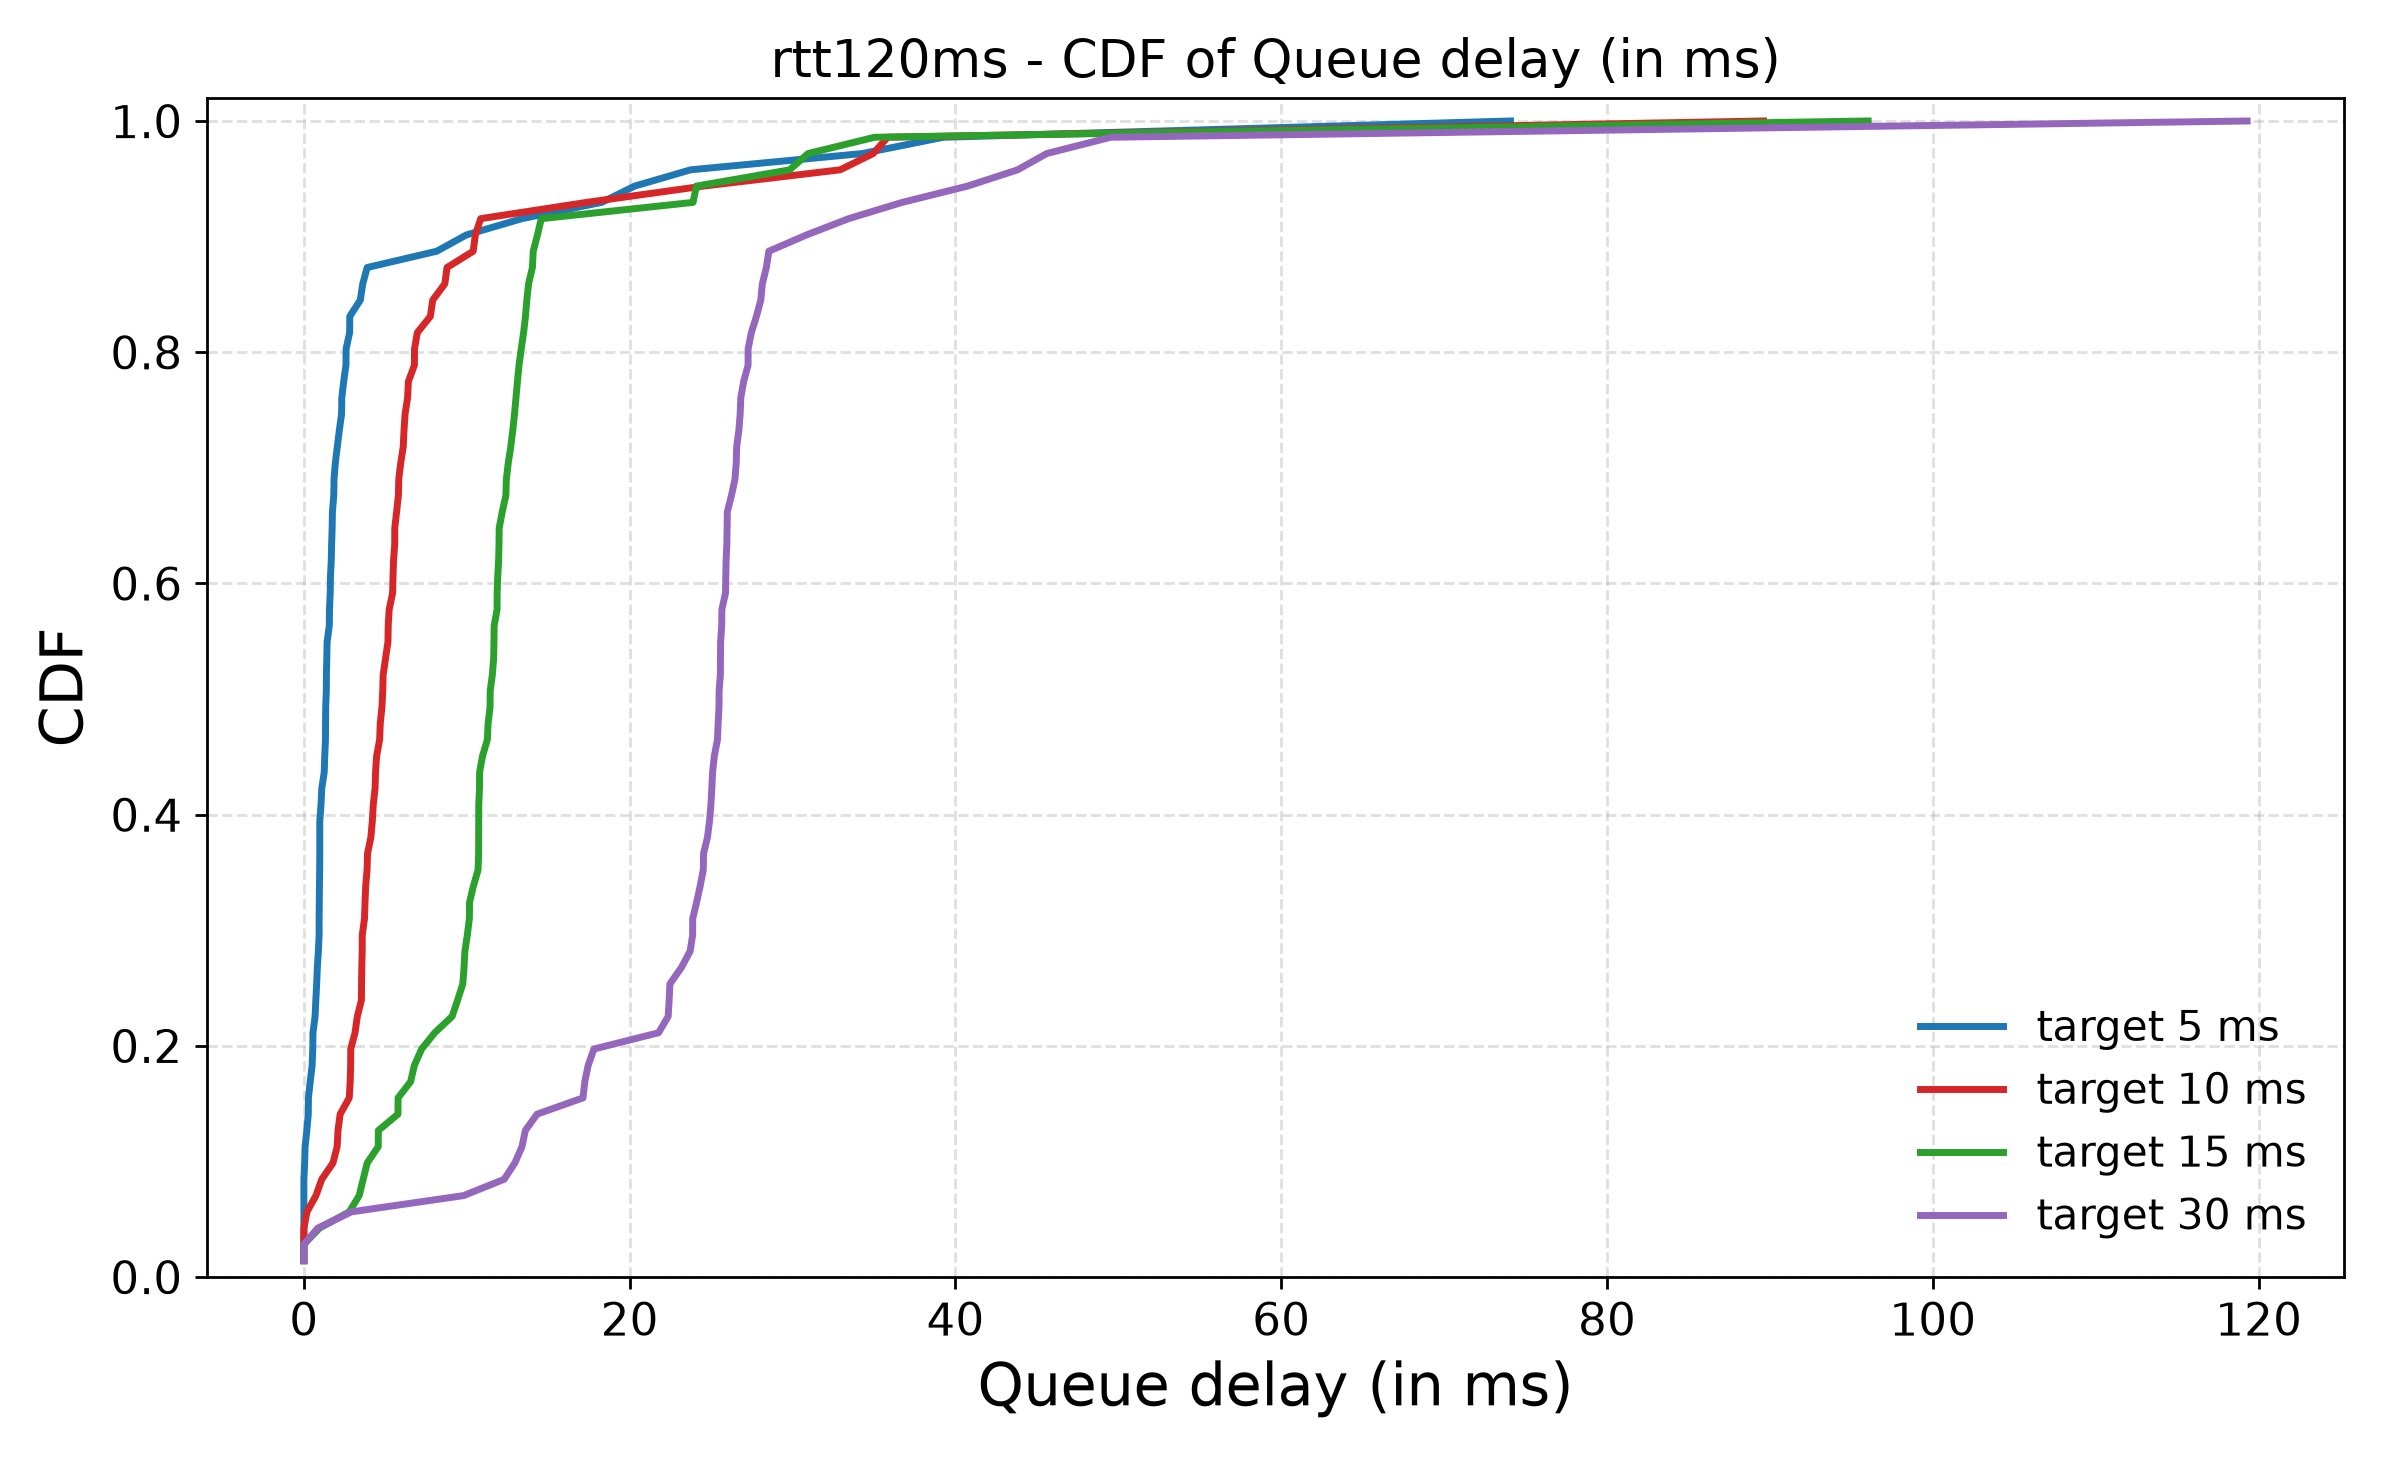 rtt120ms - CDF of Queue delay (in ms)
1.0
0.8
0.6
0.4
0.2
0.0
CDF
0 20 40 60 80 100 120
Queue delay (in ms)
target 5 ms
target 10 ms
target 15 ms
target 30 ms